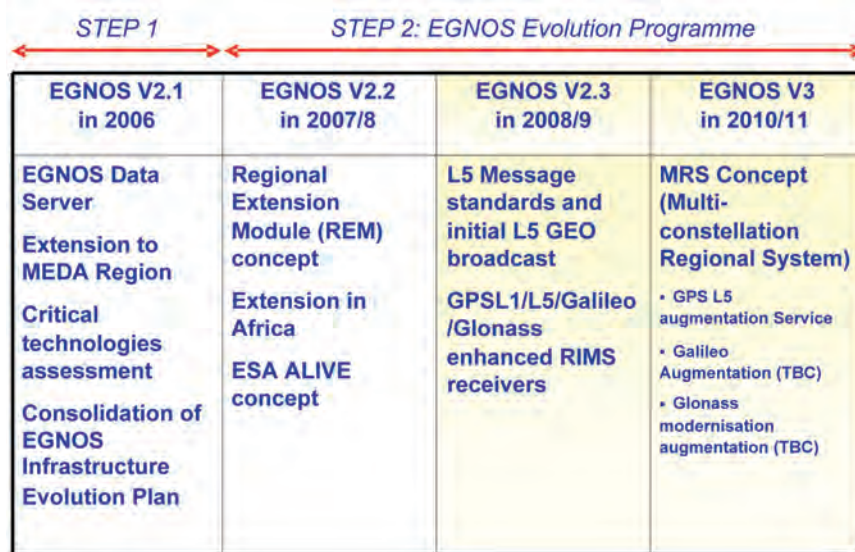 STEP 1
STEP 2: EGNOS Evolution Programme
EGNOS V2.1
in 2006
EGNOS Data
Server
Extension to
MEDA Region
Critical
technologies
assessment
Consolidation of
EGNOS
Infrastructure
Evolution Plan
EGNOS V2.2
in 2007/8
Regional
Extension
Module (REM)
concept
Extension in
Africa
ESA ALIVE
concept
EGNOS V2.3
in 2008/9
L5 Message
standards and
initial L5 GEO
broadcast
GPSL1/L5/Galileo
/Glonass
enhanced RIMS
receivers
EGNOS V3
in 2010/11
MRS Concept
(Multi-
constellation
Regional System)
▪ GPS L5
augmentation Service
▪ Galileo
Augmentation (TBC)
▪ Glonass
modernisation
augmentation (TBC)